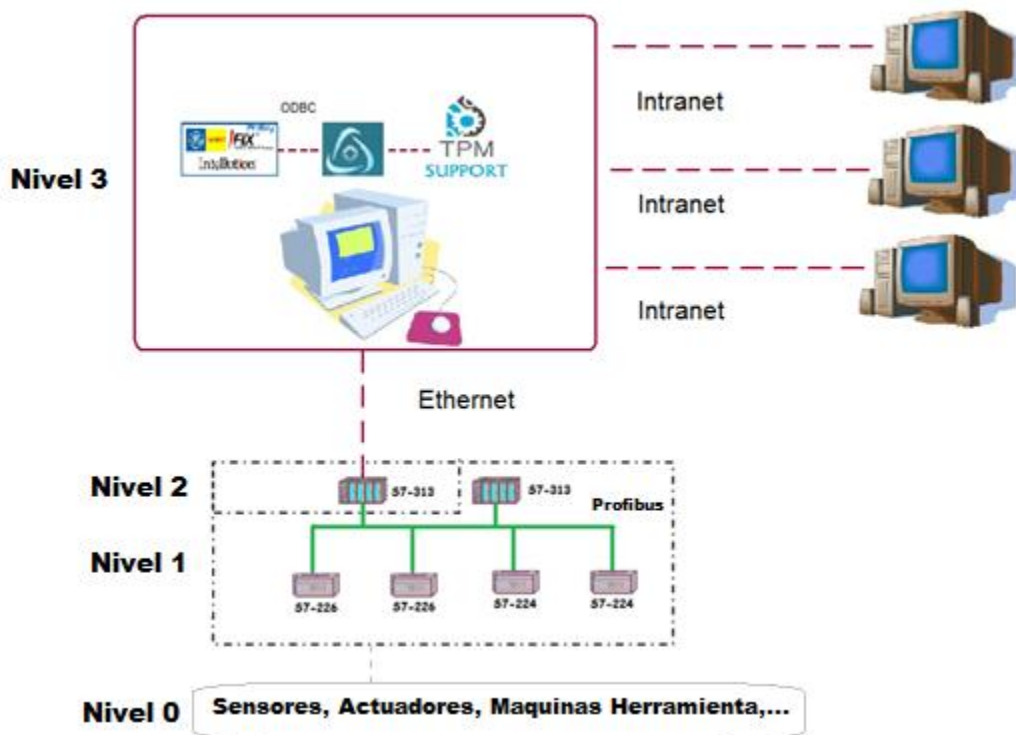 ODBC
iFIX
Intellution
TPM
SUPPORT
Nivel 3
Intranet
Intranet
Intranet
Ethernet
Nivel 2
S7-313
S7-313
Profibus
Nivel 1
S7-226
S7-226
S7-224
S7-224
Nivel 0
Sensores, Actuadores, Maquinas Herramienta,...